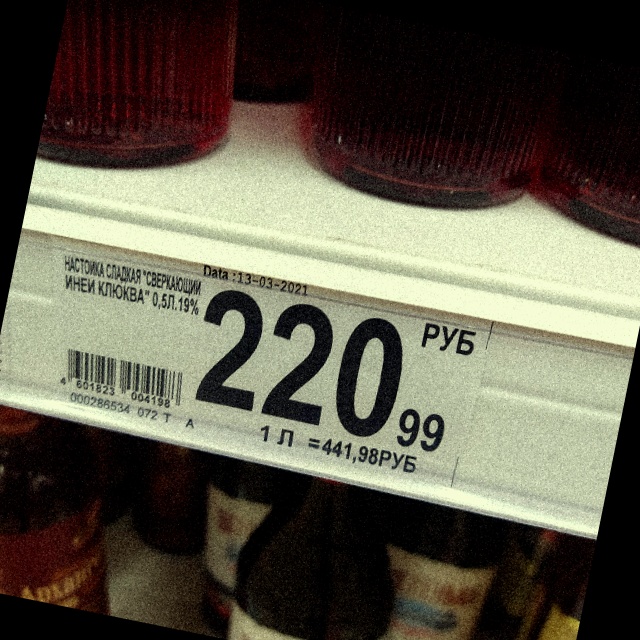 НАСТОЙКА СЛАДКАЯ "СВЕРКАЮЩИЙ
ИНЕЙ КЛЮКВА" 0,5Л.19%
Data :13-03-2021
220 99 РУБ
4 601623 004198
000286534 072 Т А
1 Л =441,98РУБ